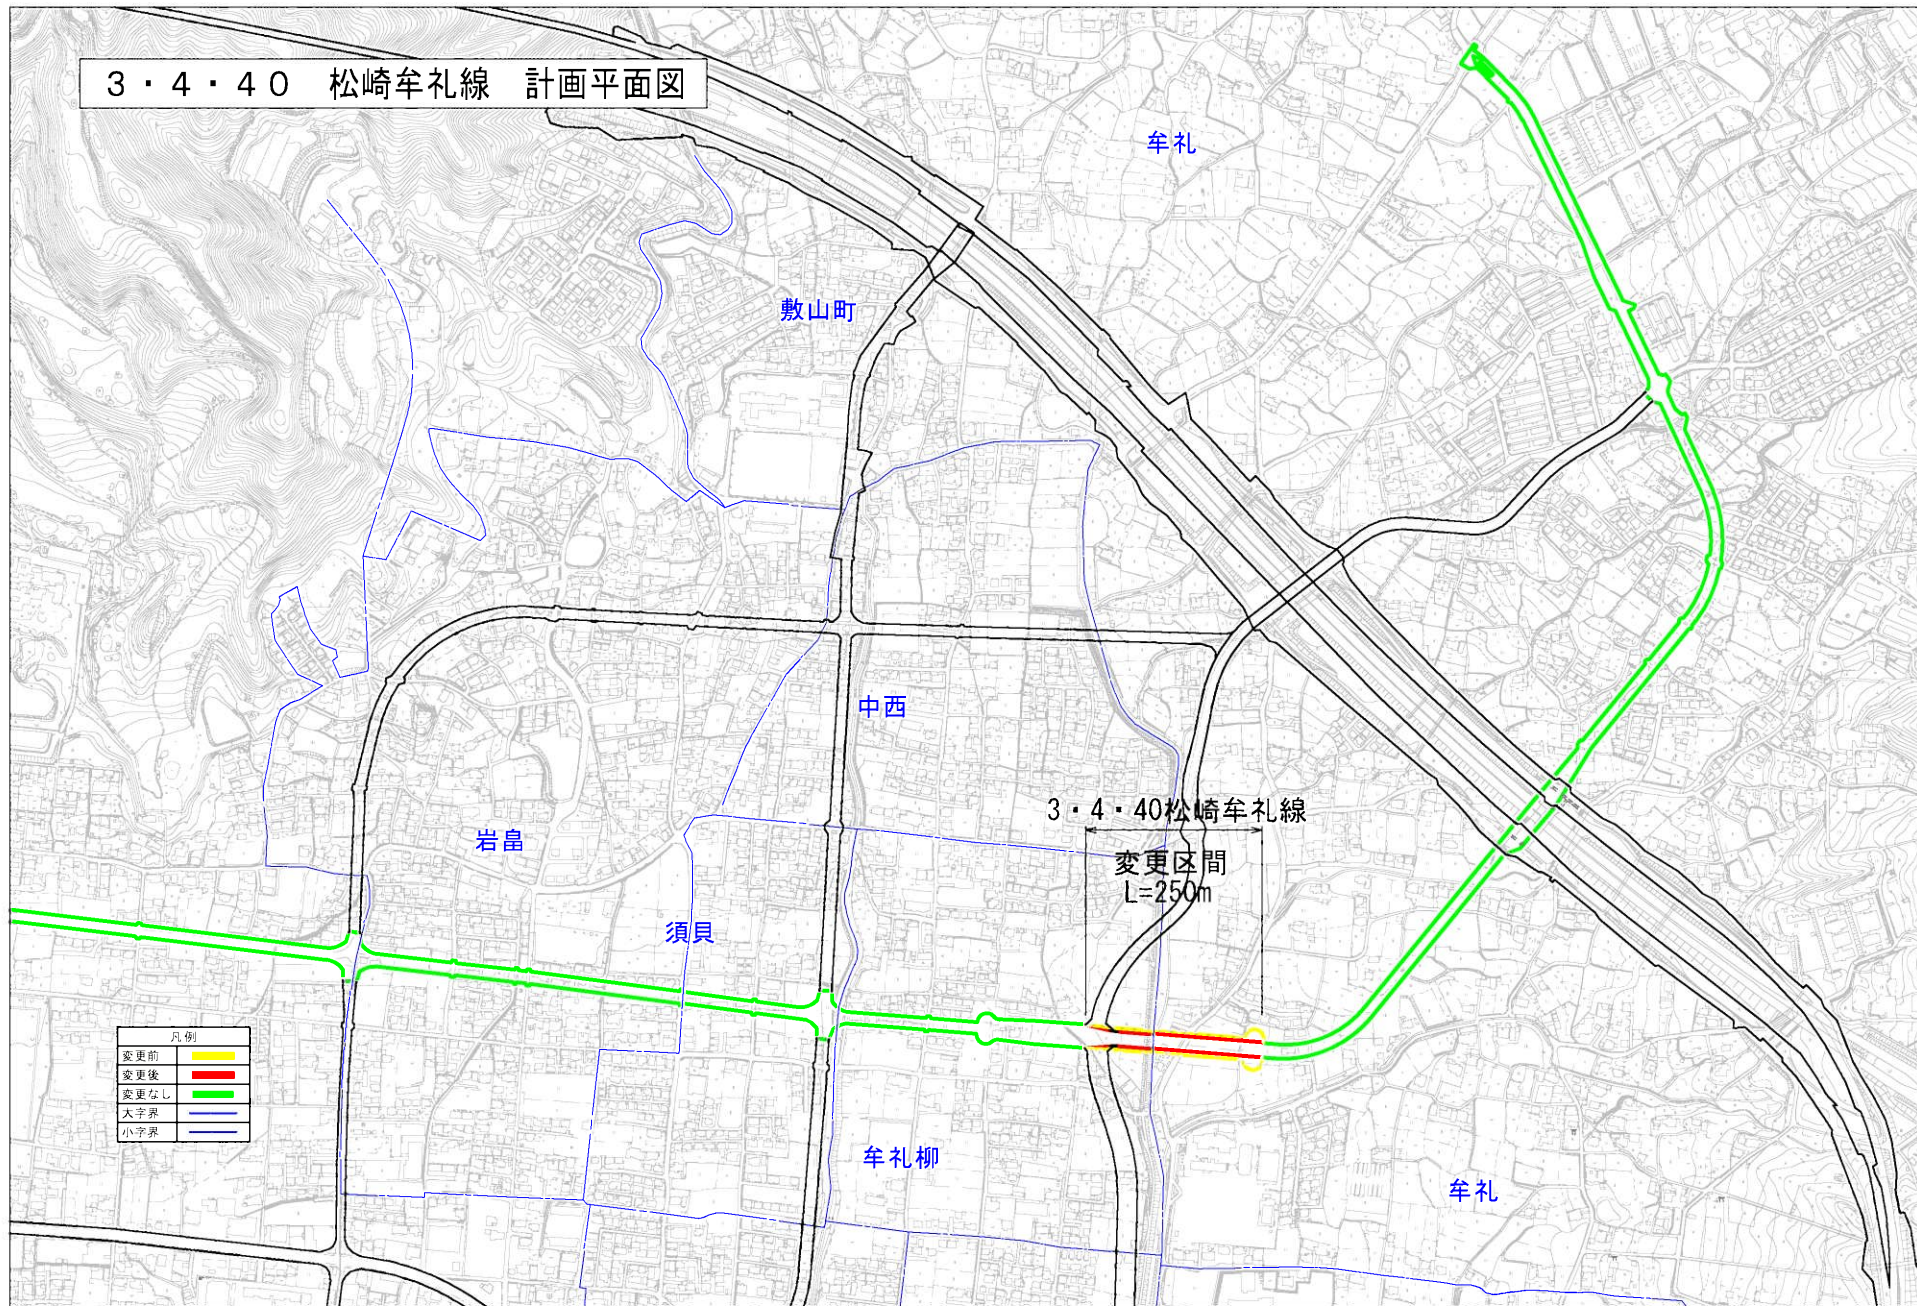 3・4・40 松崎牟礼線 計画平面図
牟礼
敷山町
中西
3・4・40松崎牟礼線
変更区間
L=250m
岩畠
須貝
凡例
変更前
変更後
変更なし
大字界
小字界
牟礼柳
牟礼